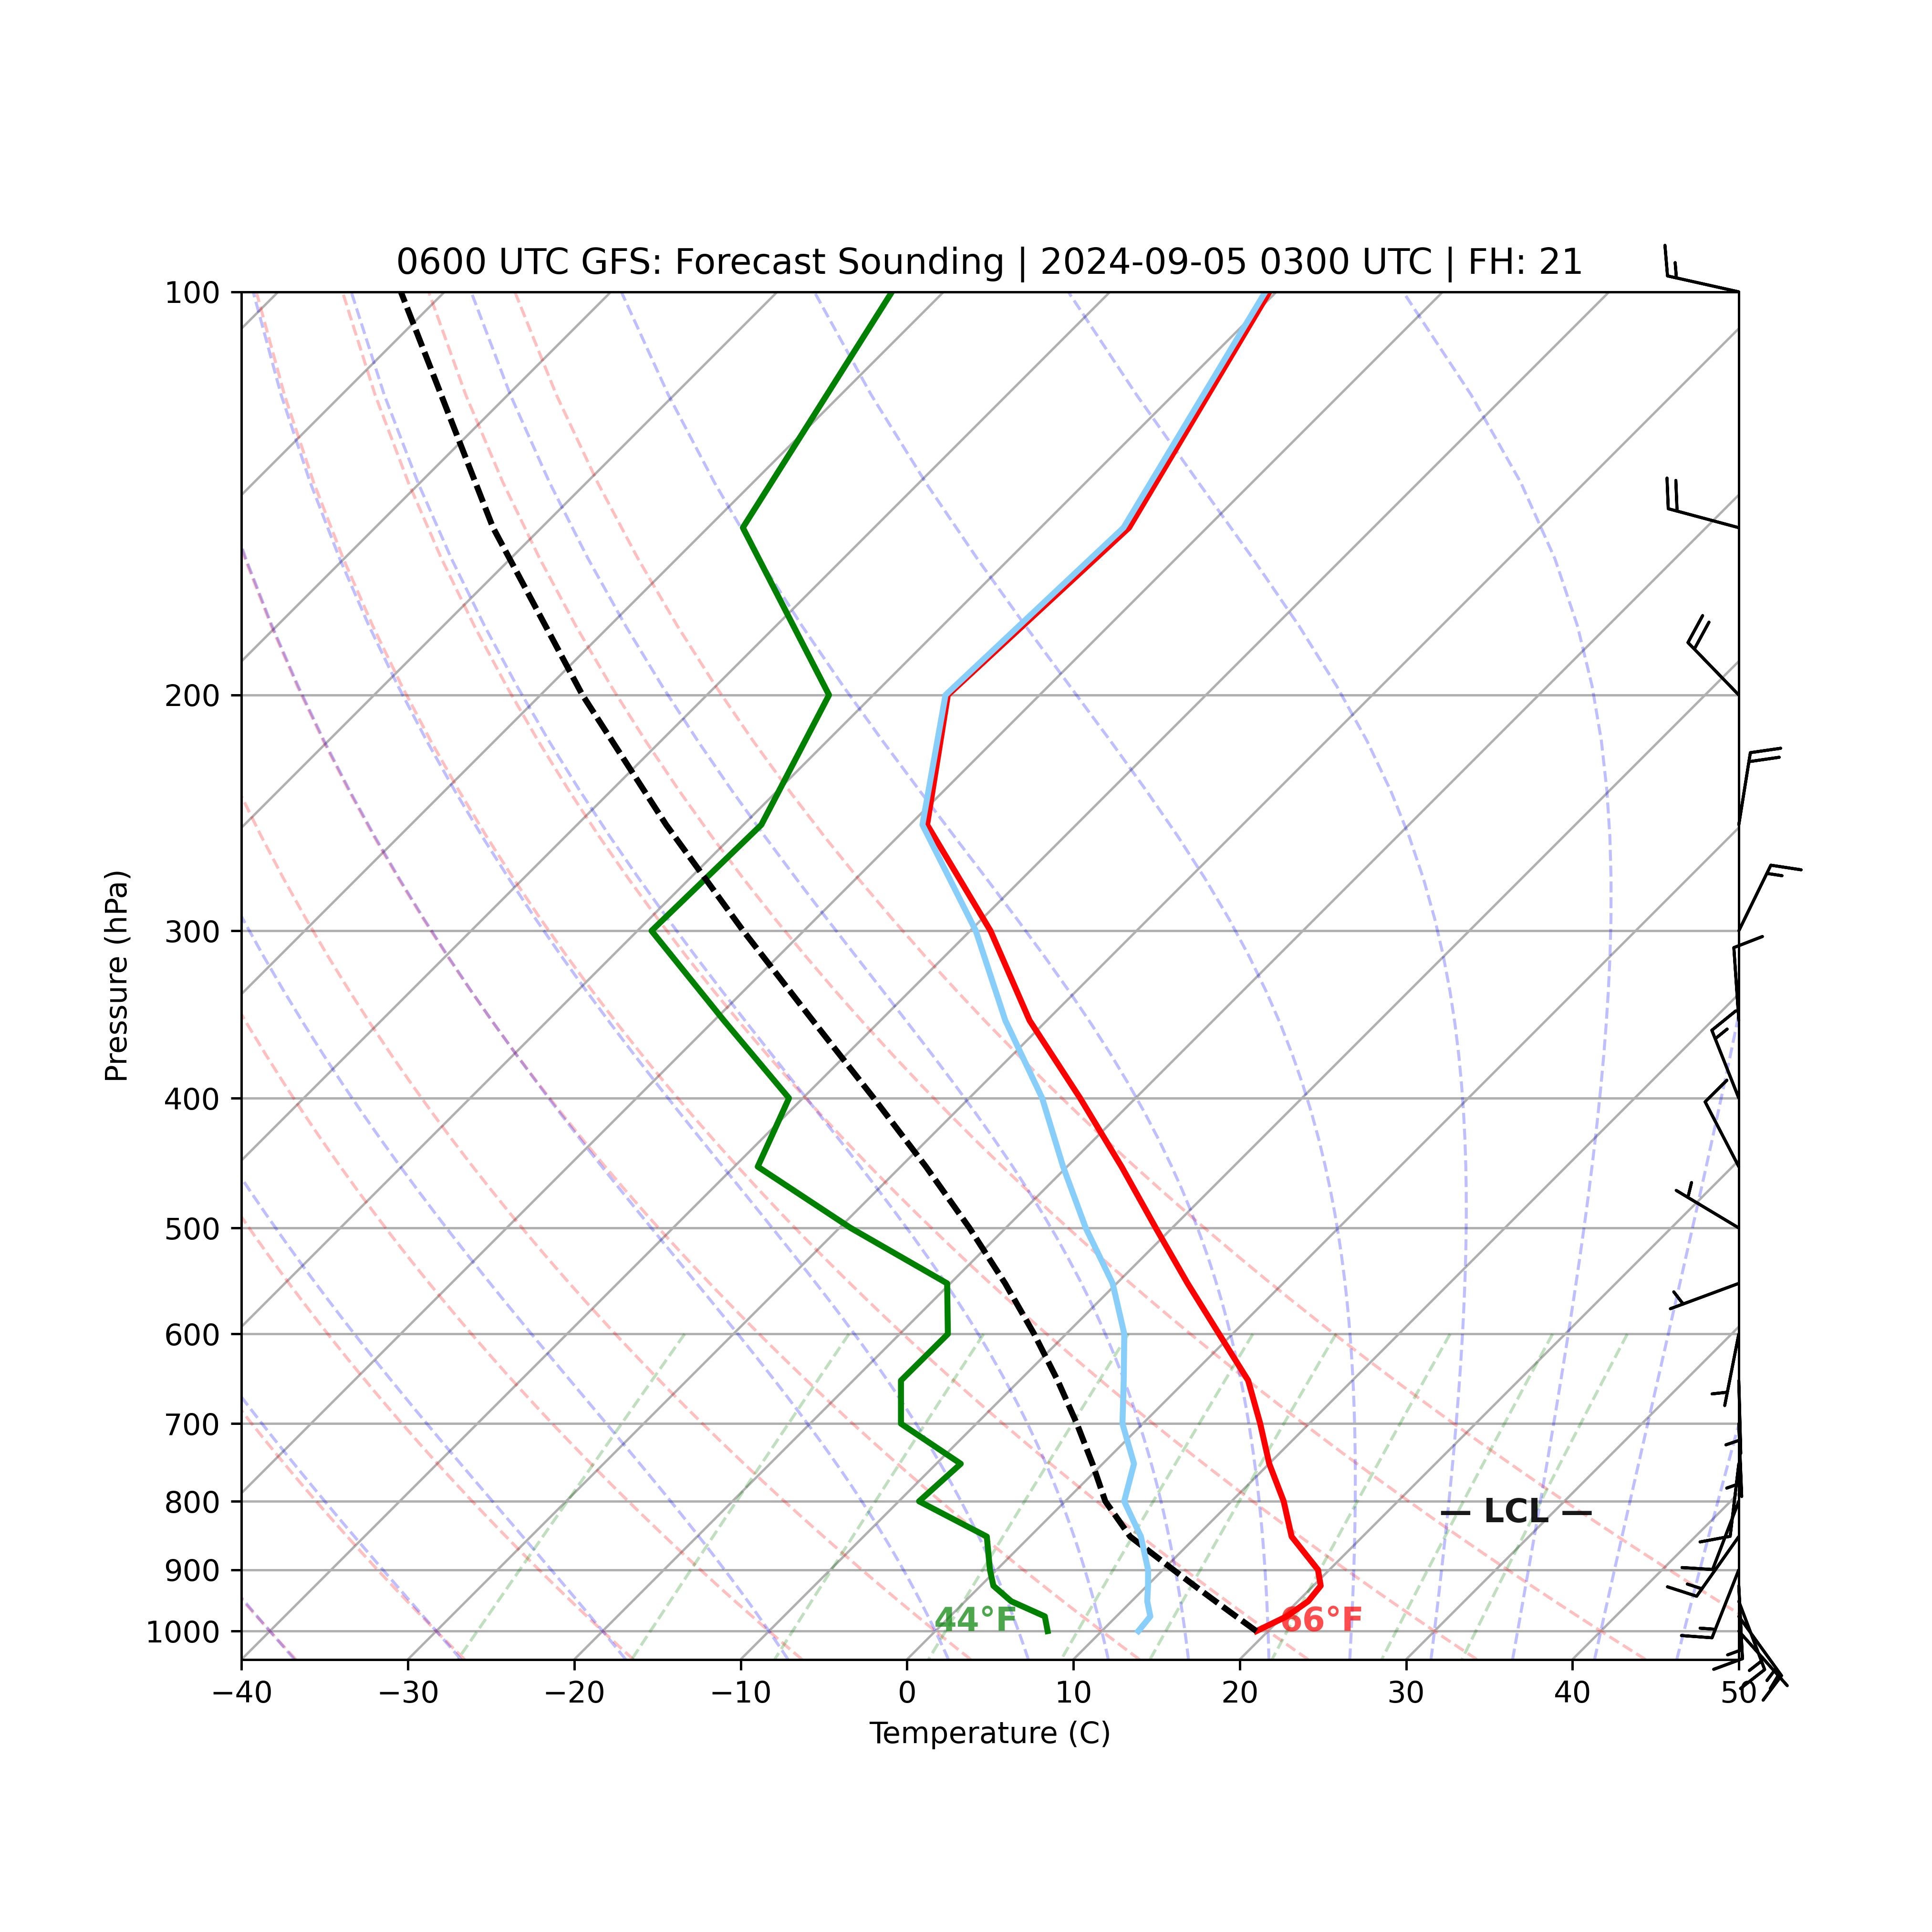 0600 UTC GFS: Forecast Sounding | 2024-09-05 0300 UTC | FH: 21
100
200
300
400
500
600
700
800
900
1000
Pressure (hPa)
— LCL —
44°F
66°F
−40 −30 −20 −10 0 10 20 30 40 50
Temperature (C)